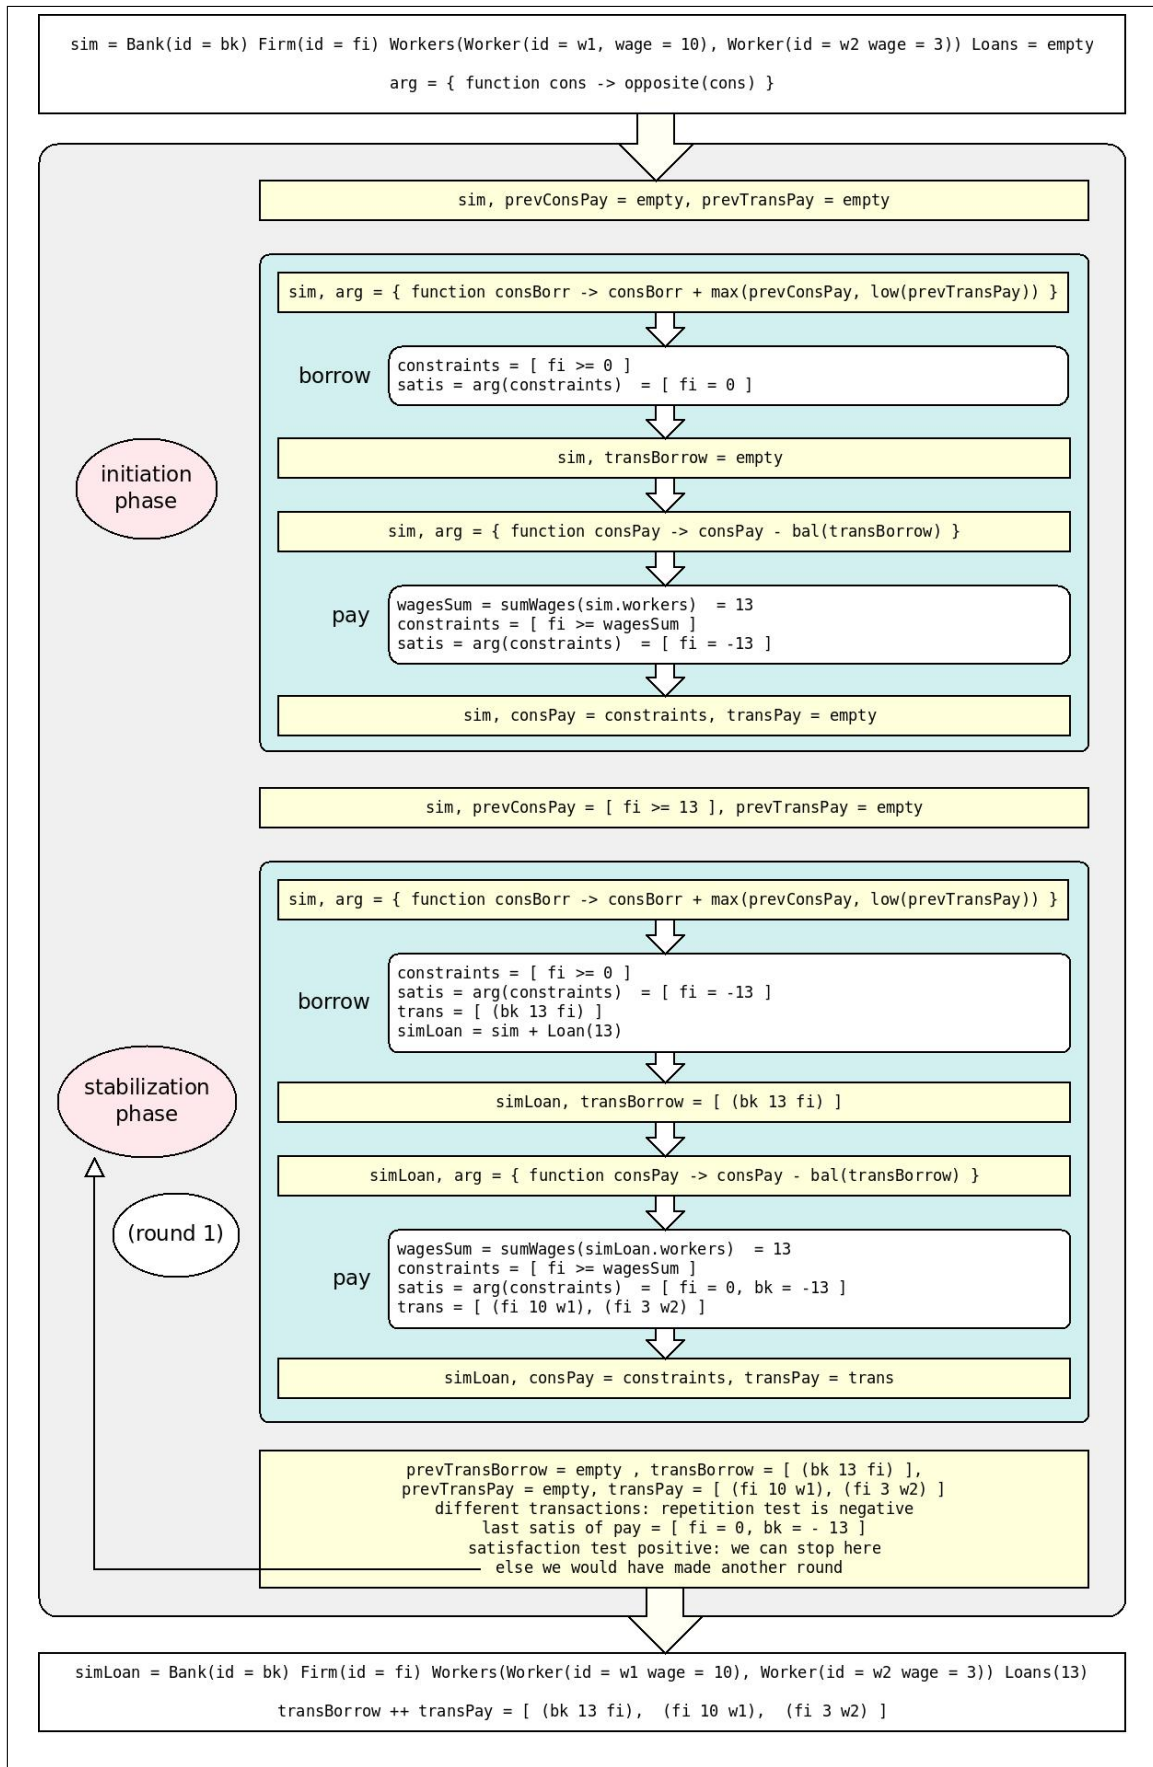 sim = Bank(id = bk) Firm(id = fi) Workers(Worker(id = w1, wage = 10), Worker(id = w2 wage = 3)) Loans = empty
arg = { function cons -> opposite(cons) }
sim, prevConsPay = empty, prevTransPay = empty
sim, arg = { function consBorr -> consBorr + max(prevConsPay, low(prevTransPay)) }
borrow
constraints = [ fi >= 0 ]
satis = arg(constraints)  = [ fi = 0 ]
sim, transBorrow = empty
initiation
phase
sim, arg = { function consPay -> consPay - bal(transBorrow) }
pay
wagesSum = sumWages(sim.workers)  = 13
constraints = [ fi >= wagesSum ]
satis = arg(constraints)  = [ fi = -13 ]
sim, consPay = constraints, transPay = empty
sim, prevConsPay = [ fi >= 13 ], prevTransPay = empty
sim, arg = { function consBorr -> consBorr + max(prevConsPay, low(prevTransPay)) }
borrow
constraints = [ fi >= 0 ]
satis = arg(constraints)  = [ fi = -13 ]
trans = [ (bk 13 fi) ]
simLoan = sim + Loan(13)
stabilization
phase
simLoan, transBorrow = [ (bk 13 fi) ]
simLoan, arg = { function consPay -> consPay - bal(transBorrow) }
(round 1)
pay
wagesSum = sumWages(simLoan.workers)  = 13
constraints = [ fi >= wagesSum ]
satis = arg(constraints)  = [ fi = 0, bk = -13 ]
trans = [ (fi 10 w1), (fi 3 w2) ]
simLoan, consPay = constraints, transPay = trans
prevTransBorrow = empty , transBorrow = [ (bk 13 fi) ],
prevTransPay = empty, transPay = [ (fi 10 w1), (fi 3 w2) ]
different transactions: repetition test is negative
last satis of pay = [ fi = 0, bk = - 13 ]
satisfaction test positive: we can stop here
else we would have made another round
simLoan = Bank(id = bk) Firm(id = fi) Workers(Worker(id = w1 wage = 10), Worker(id = w2 wage = 3)) Loans(13)
transBorrow ++ transPay = [ (bk 13 fi),  (fi 10 w1),  (fi 3 w2) ]